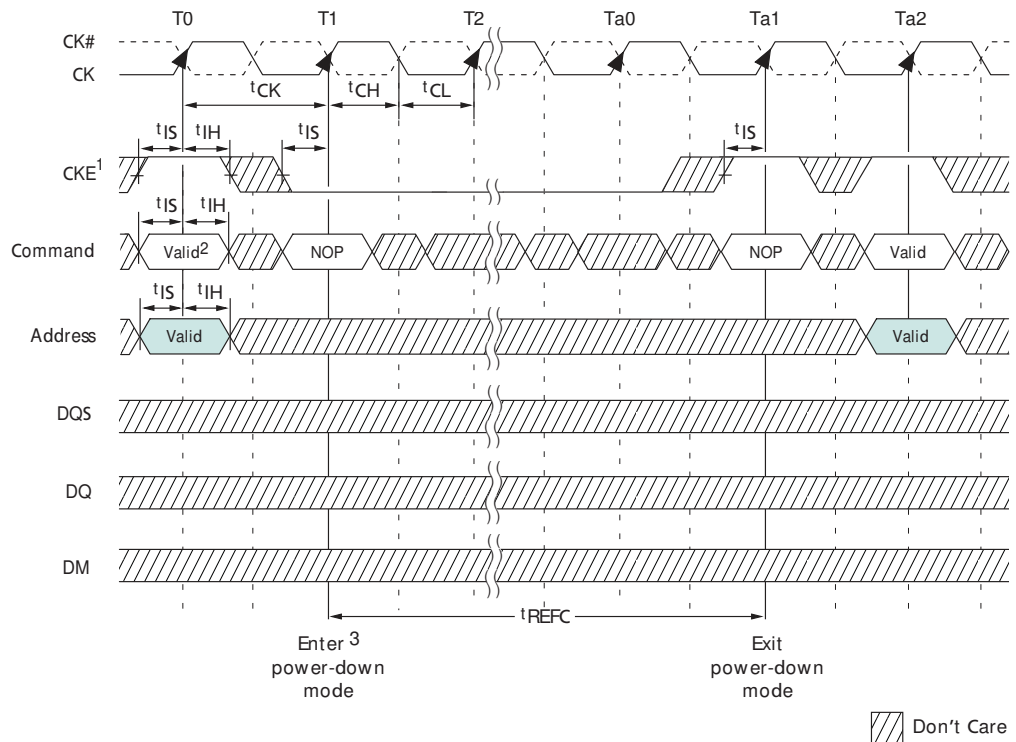 T0 T1 T2 Ta0 Ta1 Ta2
CK#
CK
tCK tCH tCL
tIS tIH tIS tIS
CKE1
tIS tIH
Command Valid2 NOP NOP Valid
tIS tIH
Address Valid Valid
DQS
DQ
DM
tREFC
Enter 3 Exit
power-down power-down
mode mode
Don't Care